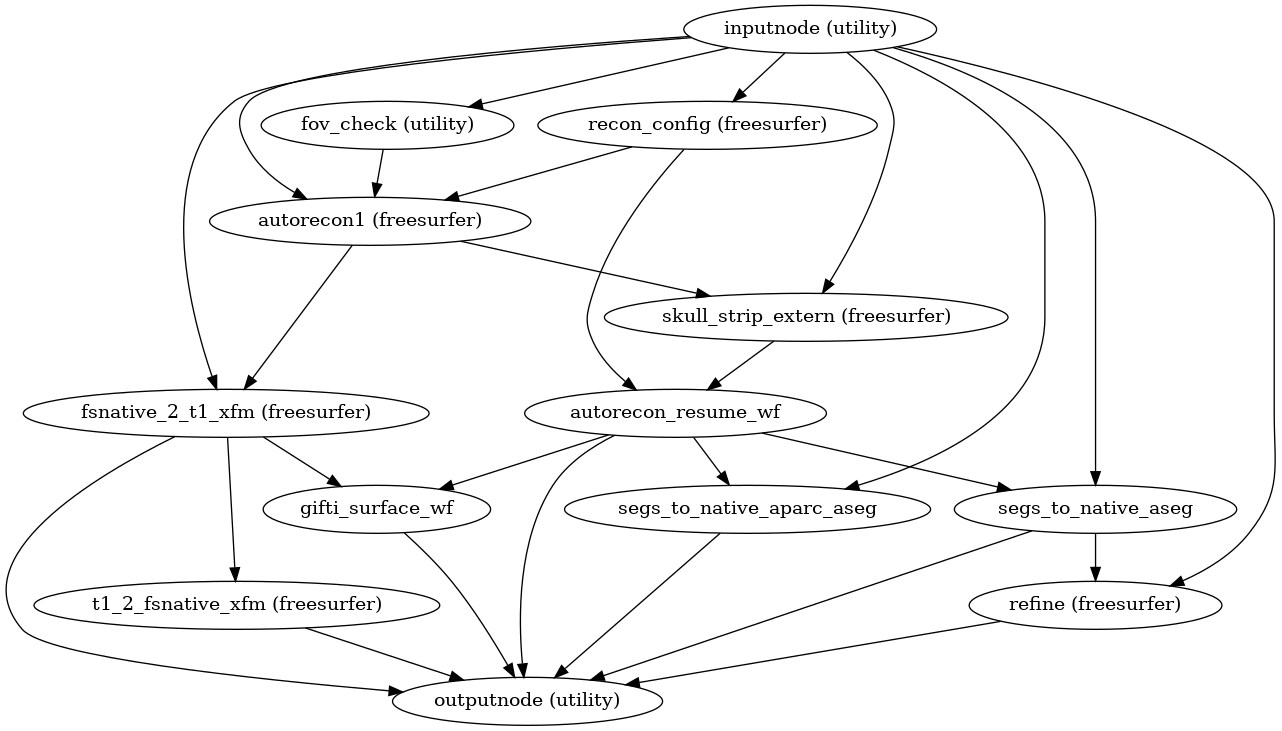 inputnode (utility)
fov_check (utility)
recon_config (freesurfer)
autorecon1 (freesurfer)
skull_strip_extern (freesurfer)
fsnative_2_t1_xfm (freesurfer)
autorecon_resume_wf
gifti_surface_wf
segs_to_native_aparc_aseg
segs_to_native_aseg
t1_2_fsnative_xfm (freesurfer)
refine (freesurfer)
outputnode (utility)